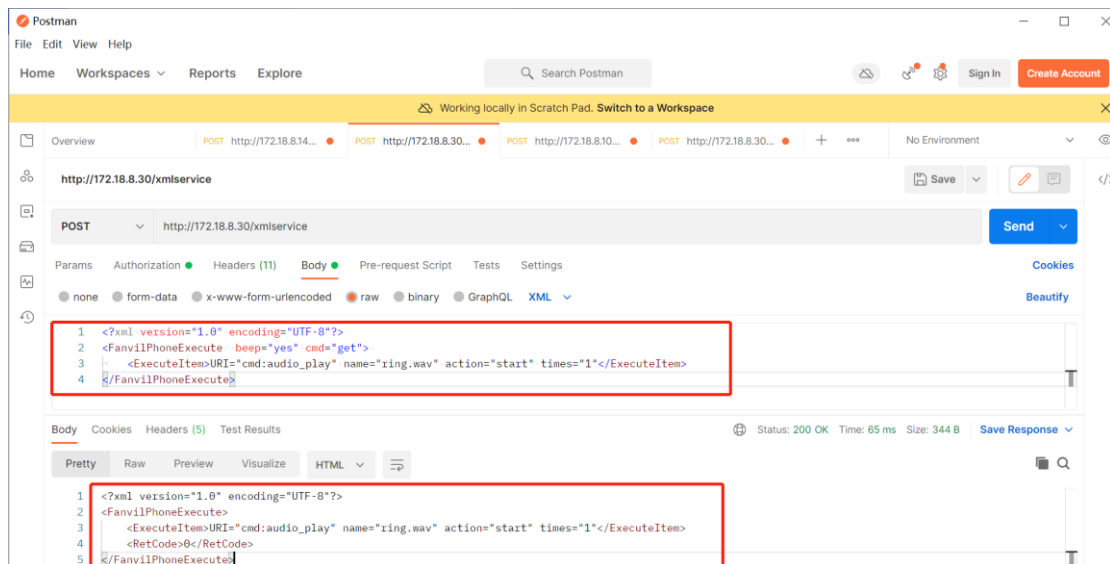 Postman
File Edit View Help
Home Workspaces Reports Explore Search Postman Sign In Create Account
Working locally in Scratch Pad. Switch to a Workspace
Overview POST http://172.18.8.14... POST http://172.18.8.30... POST http://172.18.8.10... POST http://172.18.8.30... No Environment
http://172.18.8.30/xmlservice Save
POST http://172.18.8.30/xmlservice Send
Params Authorization Headers (11) Body Pre-request Script Tests Settings Cookies
none form-data x-www-form-urlencoded raw binary GraphQL XML Beautify
1 <?xml version="1.0" encoding="UTF-8"?>
2 <FanvilPhoneExecute beep="yes" cmd="get">
3 <ExecuteItem>URI="cmd:audio_play" name="ring.wav" action="start" times="1"</ExecuteItem>
4 </FanvilPhoneExecute>
Body Cookies Headers (5) Test Results Status: 200 OK Time: 65 ms Size: 344 B Save Response
Pretty Raw Preview Visualize HTML
1 <?xml version="1.0" encoding="UTF-8"?>
2 <FanvilPhoneExecute>
3 <ExecuteItem>URI="cmd:audio_play" name="ring.wav" action="start" times="1"</ExecuteItem>
4 <RetCode>0</RetCode>
5 </FanvilPhoneExecute>